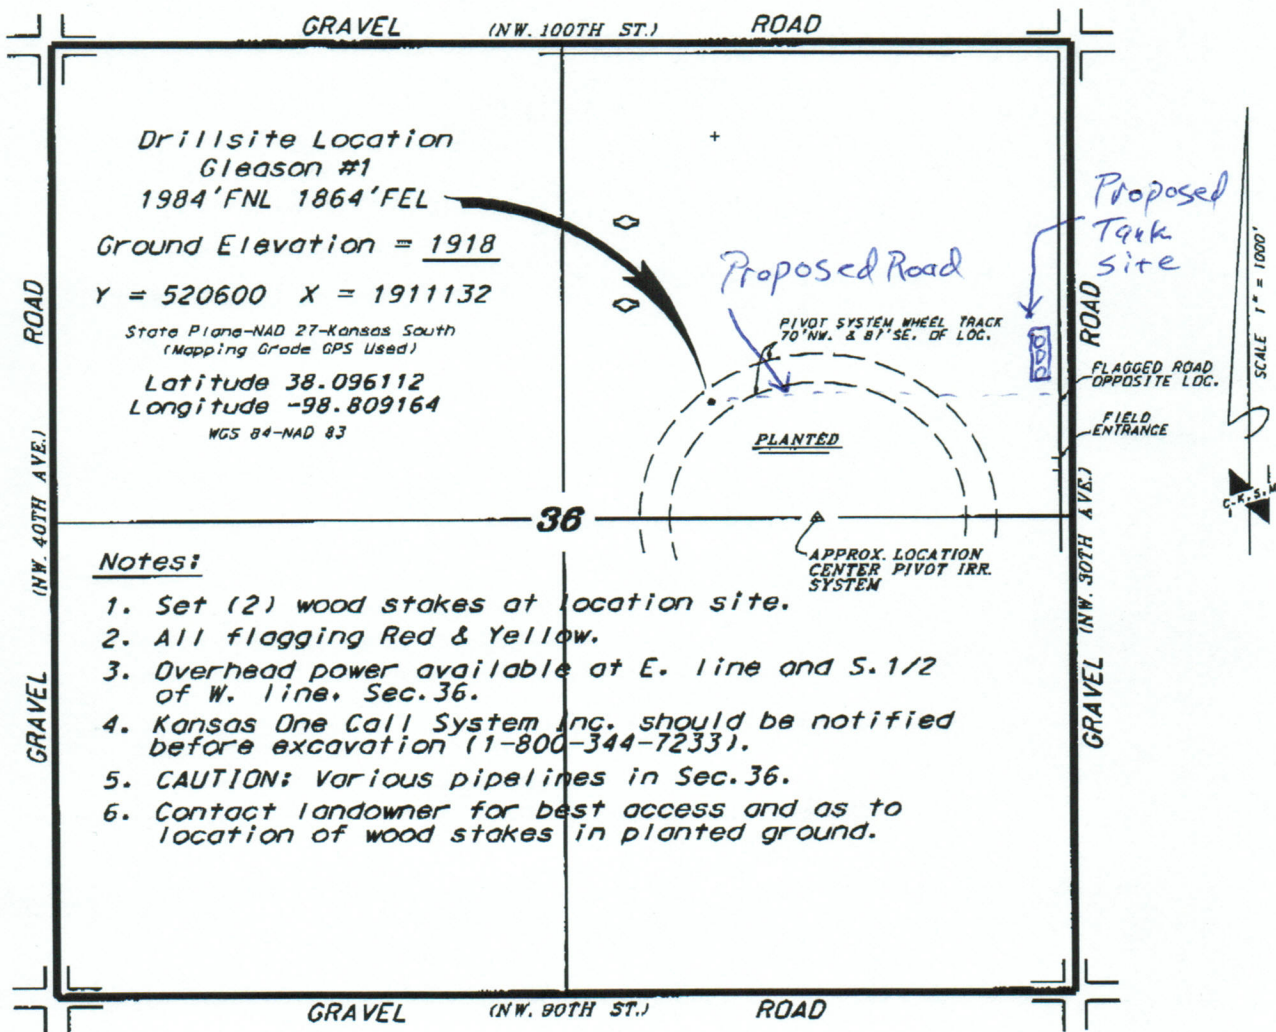 GRAVEL (NW. 100TH ST.) ROAD
Drillsite Location
Gleason #1
1984'FNL 1864'FEL
Ground Elevation = 1918
Y = 520600 X = 1911132
State Plane-NAD 27-Kansas South
(Mapping Grade GPS Used)
Latitude 38.096112
Longitude -98.809164
WGS 84-NAD 83
Proposed
Tank
site
Proposed Road
PIVOT SYSTEM WHEEL TRACK
70'NW. & 87'SE. OF LOC.
FLAGGED ROAD
OPPOSITE LOC.
FIELD
ENTRANCE
PLANTED
36
APPROX. LOCATION
CENTER PIVOT IRR.
SYSTEM
GRAVEL (NW. 40TH AVE.) ROAD
GRAVEL (NW. 30TH AVE.) ROAD
SCALE 1" = 1000'
C.K.S.M
Notes:
1. Set (2) wood stakes at location site.
2. All flagging Red & Yellow.
3. Overhead power available at E. line and S.1/2
of W. line, Sec.36.
4. Kansas One Call System Inc. should be notified
before excavation (1-800-344-7233).
5. CAUTION: Various pipelines in Sec.36.
6. Contact landowner for best access and as to
location of wood stakes in planted ground.
GRAVEL (NW. 90TH ST.) ROAD